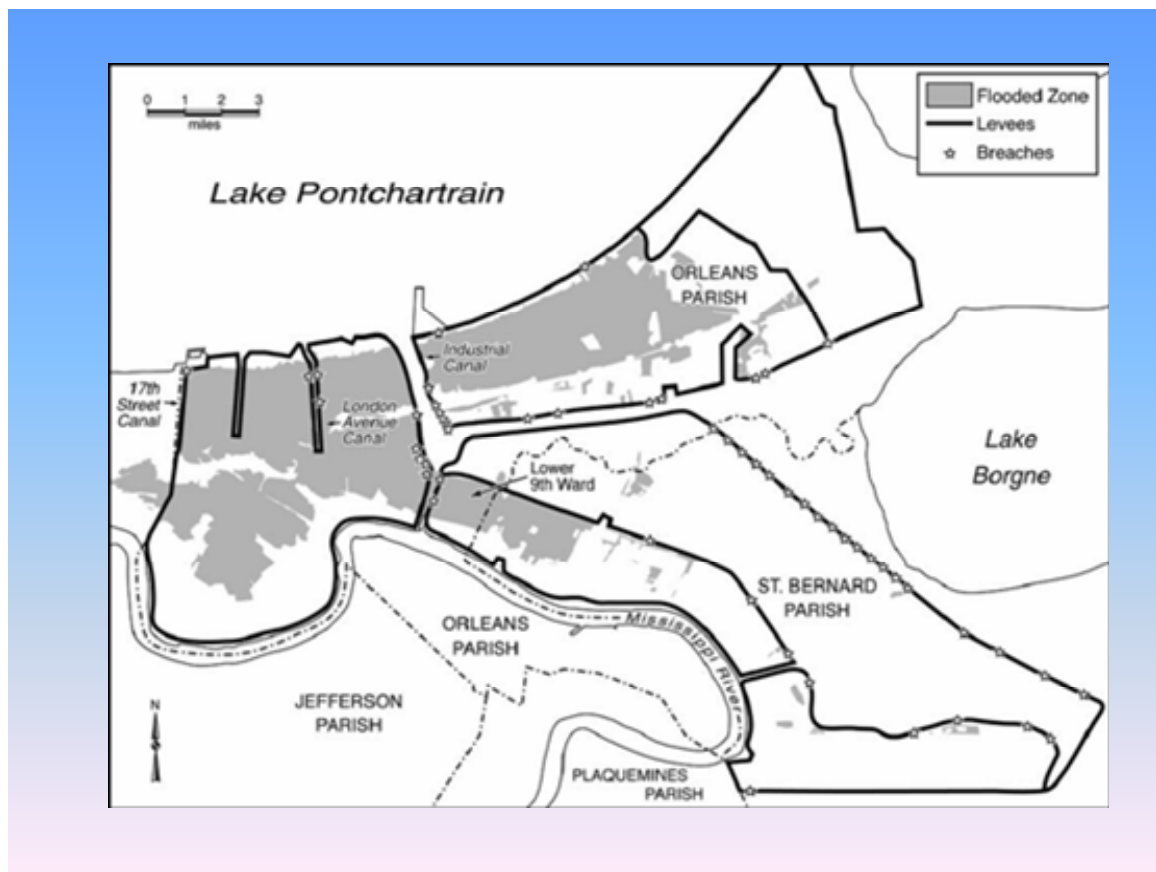 0 1 2 3
miles
Flooded Zone
Levees
Breaches
Lake Pontchartrain
ORLEANS
PARISH
Industrial
Canal
17th
Street
Canal
London
Avenue
Canal
Lower
9th Ward
Lake
Borgne
ST. BERNARD
PARISH
ORLEANS
PARISH
Mississippi River
JEFFERSON
PARISH
N
PLAQUEMINES
PARISH